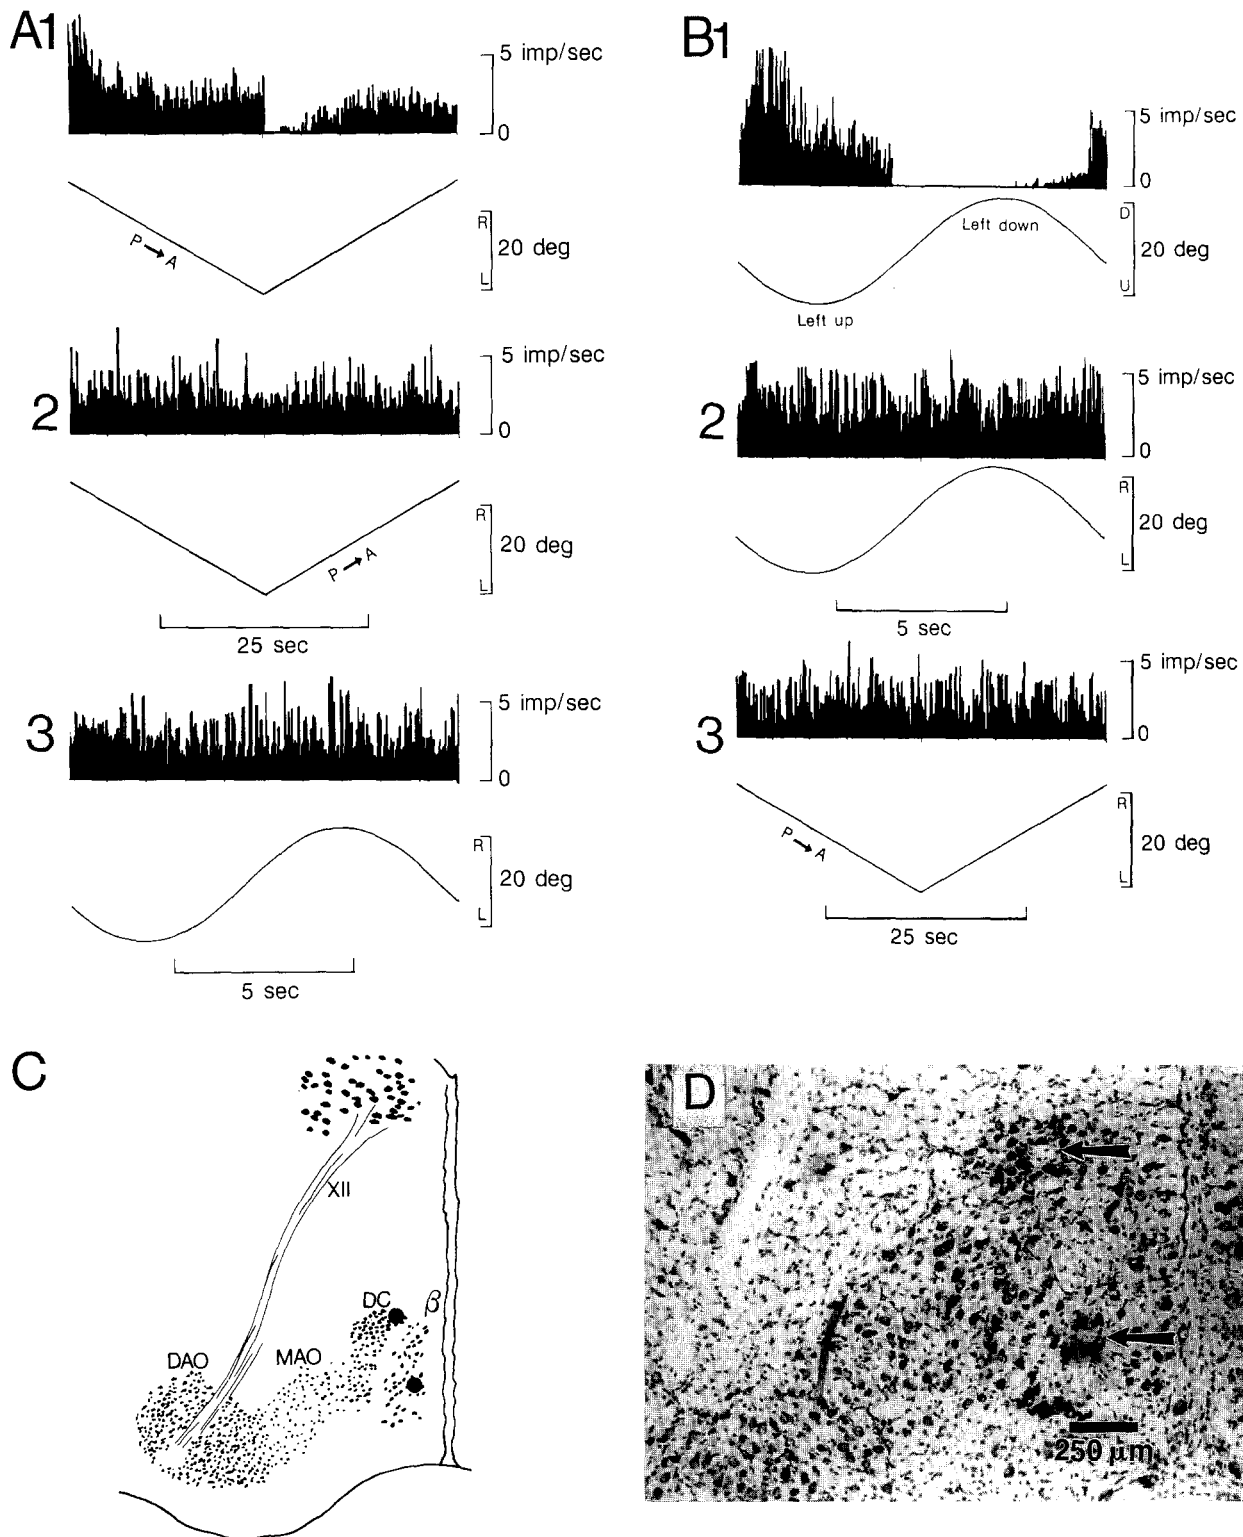 A1
5 imp/sec
0
P → A
R
20 deg
L
2
5 imp/sec
0
P → A
R
20 deg
L
25 sec
3
5 imp/sec
0
R
20 deg
L
5 sec
B1
5 imp/sec
0
Left down
Left up
D
20 deg
U
2
5 imp/sec
0
R
20 deg
L
5 sec
3
5 imp/sec
0
P → A
R
20 deg
L
25 sec
C
XII
DC
β
DAO
MAO
D
250 μm